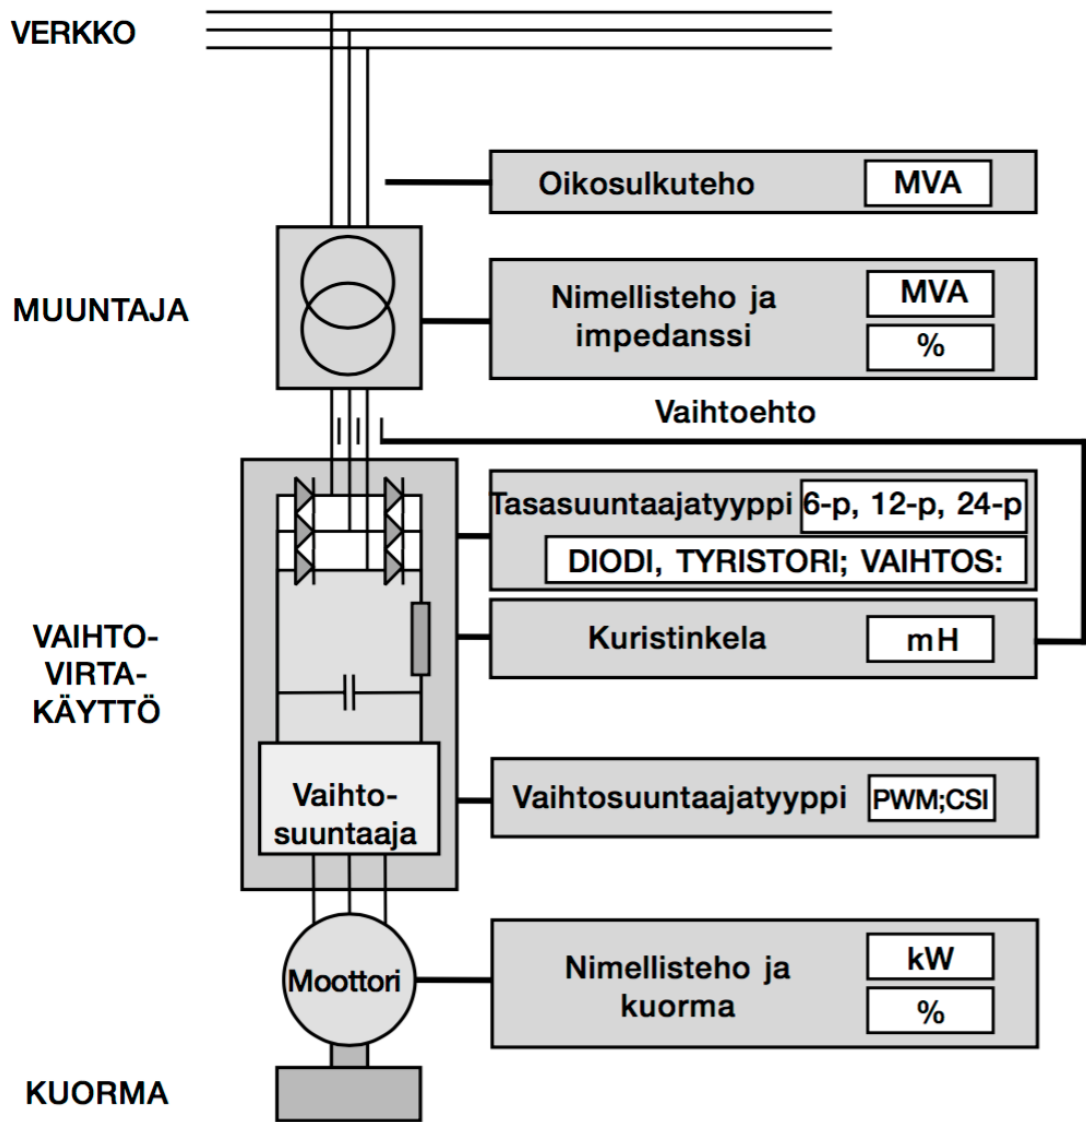 VERKKO
Oikosulkuteho MVA
MUUNTAJA
Nimellisteho ja
impedanssi
MVA
%
Vaihtoehto
Tasasuuntaajatyyppi 6-p, 12-p, 24-p
DIODI, TYRISTORI; VAIHTOS:
VAIHTO-
VIRTA-
KÄYTTÖ
Kuristinkela mH
Vaihto-
suuntaaja
Vaihtosuuntaajatyyppi PWM;CSI
Moottori
Nimellisteho ja
kuorma
kW
%
KUORMA